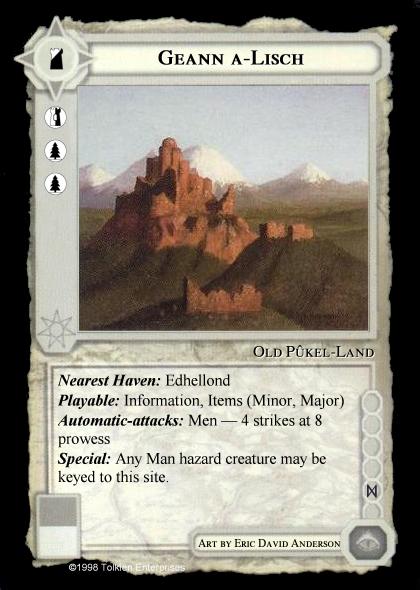 Geann a-Lisch
Old Pûkel-Land
Nearest Haven: Edhellond
Playable: Information, Items (Minor, Major)
Automatic-attacks: Men — 4 strikes at 8
prowess
Special: Any Man hazard creature may be
keyed to this site.
Art by Eric David Anderson
©1998 Tolkien Enterprises